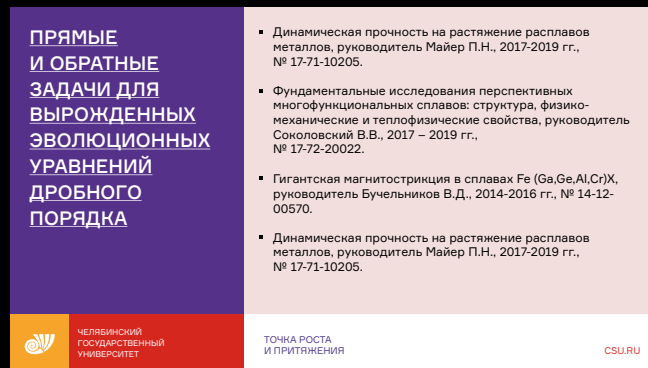 ПРЯМЫЕ
И ОБРАТНЫЕ
ЗАДАЧИ ДЛЯ
ВЫРОЖДЕННЫХ
ЭВОЛЮЦИОННЫХ
УРАВНЕНИЙ
ДРОБНОГО
ПОРЯДКА
Динамическая прочность на растяжение расплавов
металлов, руководитель Майер П.Н., 2017-2019 гг.,
№ 17-71-10205.
Фундаментальные исследования перспективных
многофункциональных сплавов: структура, физико-
механические и теплофизические свойства, руководитель
Соколовский В.В., 2017 – 2019 гг.,
№ 17-72-20022.
Гигантская магнитострикция в сплавах Fe (Ga,Ge,Al,Cr)X,
руководитель Бучельников В.Д., 2014-2016 гг., № 14-12-
00570.
Динамическая прочность на растяжение расплавов
металлов, руководитель Майер П.Н., 2017-2019 гг.,
№ 17-71-10205.
ЧЕЛЯБИНСКИЙ
ГОСУДАРСТВЕННЫЙ
УНИВЕРСИТЕТ
ТОЧКА РОСТА
И ПРИТЯЖЕНИЯ
CSU.RU